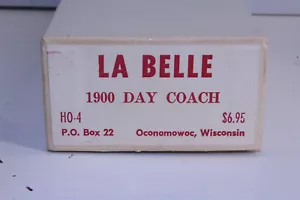 LA BELLE
1900 DAY COACH
HO-4 $6.95
P.O. Box 22 Oconomowoc, Wisconsin